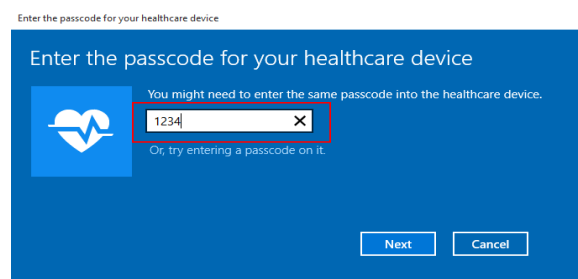 Enter the passcode for your healthcare device
Enter the passcode for your healthcare device
You might need to enter the same passcode into the healthcare device.
1234
Or, try entering a passcode on it.
Next Cancel